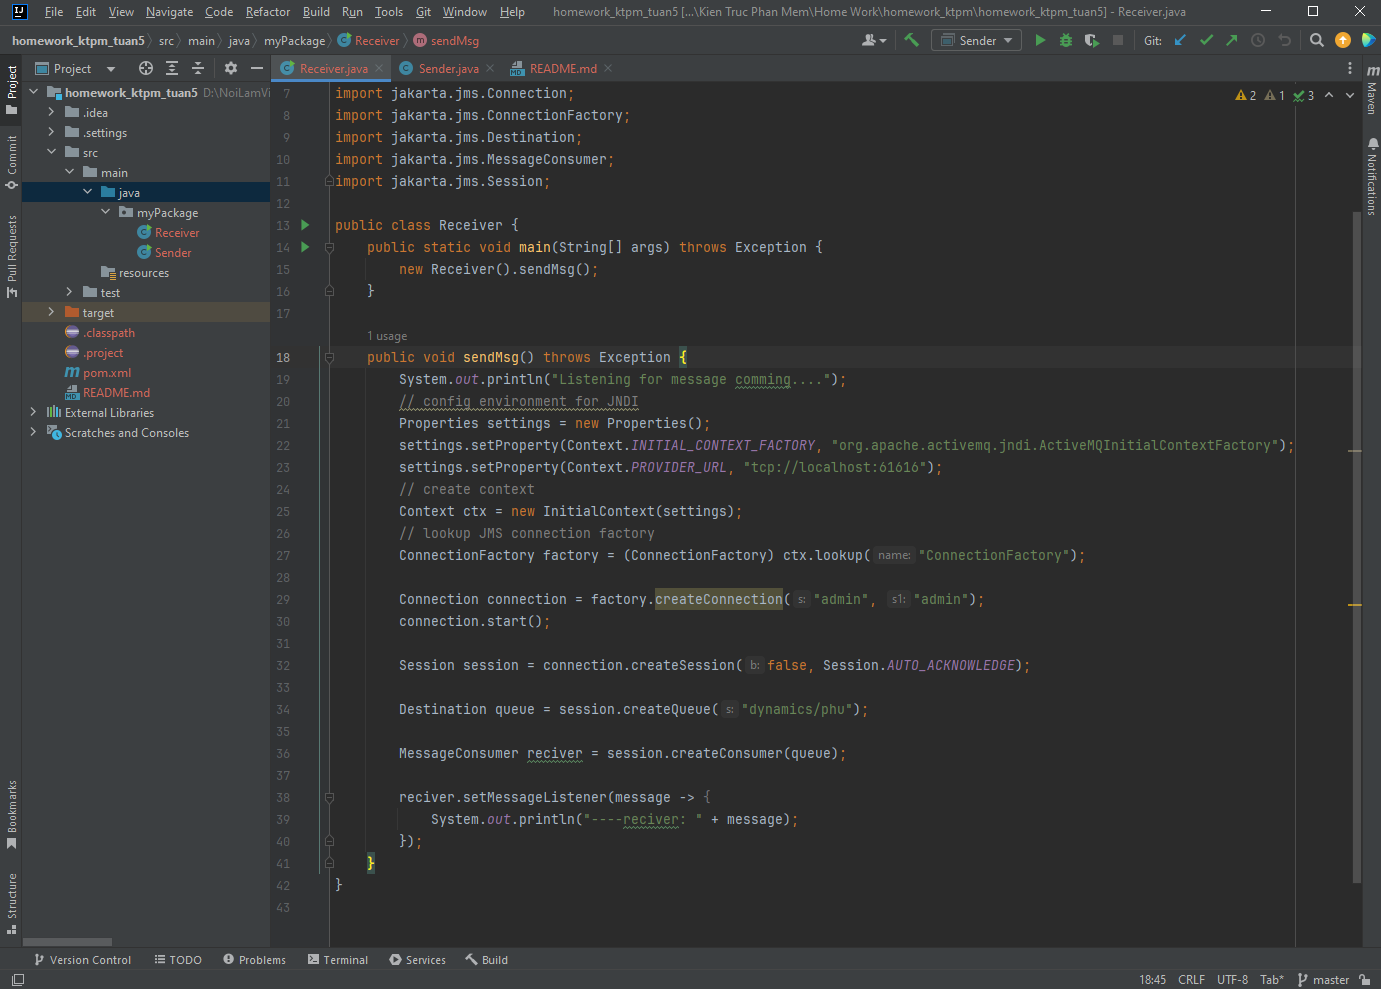 File Edit View Navigate Code Refactor Build Run Tools Git Window Help homework_ktpm_tuan5 [...\Kien Truc Phan Mem\Home Work\homework_ktpm\homework_ktpm_tuan5] - Receiver.java
homework_ktpm_tuan5 src main java myPackage Receiver sendMsg Sender Git:
Project Receiver.java Sender.java README.md
homework_ktpm_tuan5 D:\NoiLamVi
.idea
.settings
src
main
java
myPackage
Receiver
Sender
resources
test
target
.classpath
.project
pom.xml
README.md
External Libraries
Scratches and Consoles
Project
Commit
Pull Requests
Bookmarks
Structure
2 1 3
7 import jakarta.jms.Connection;
8 import jakarta.jms.ConnectionFactory;
9 import jakarta.jms.Destination;
10 import jakarta.jms.MessageConsumer;
11 import jakarta.jms.Session;
12
13 public class Receiver {
14 public static void main(String[] args) throws Exception {
15 new Receiver().sendMsg();
16 }
17
1 usage
18 public void sendMsg() throws Exception {
19 System.out.println("Listening for message comming....");
20 // config environment for JNDI
21 Properties settings = new Properties();
22 settings.setProperty(Context.INITIAL_CONTEXT_FACTORY, "org.apache.activemq.jndi.ActiveMQInitialContextFactory");
23 settings.setProperty(Context.PROVIDER_URL, "tcp://localhost:61616");
24 // create context
25 Context ctx = new InitialContext(settings);
26 // lookup JMS connection factory
27 ConnectionFactory factory = (ConnectionFactory) ctx.lookup( name: "ConnectionFactory");
28
29 Connection connection = factory.createConnection( s: "admin", s1: "admin");
30 connection.start();
31
32 Session session = connection.createSession( b: false, Session.AUTO_ACKNOWLEDGE);
33
34 Destination queue = session.createQueue( s: "dynamics/phu");
35
36 MessageConsumer reciver = session.createConsumer(queue);
37
38 reciver.setMessageListener(message -> {
39 System.out.println("----reciver: " + message);
40 });
41 }
42 }
43
Maven
Notifications
Version Control TODO Problems Terminal Services Build
18:45 CRLF UTF-8 Tab* master